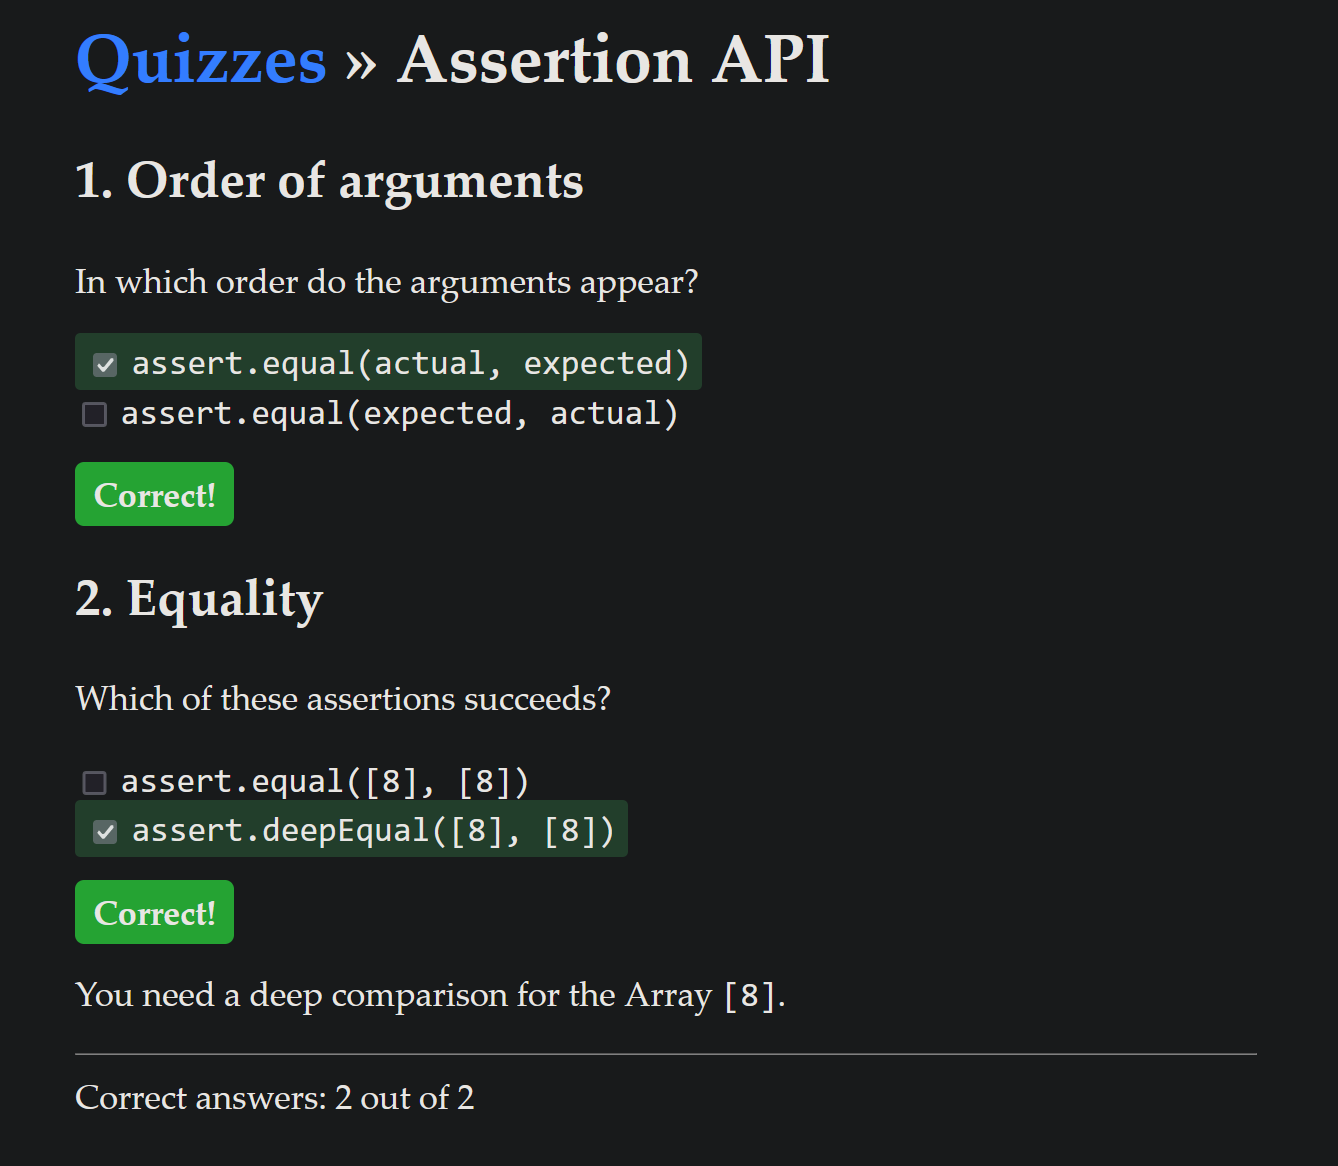 Quizzes » Assertion API
1. Order of arguments
In which order do the arguments appear?
assert.equal(actual, expected)
assert.equal(expected, actual)
Correct!
2. Equality
Which of these assertions succeeds?
assert.equal([8], [8])
assert.deepEqual([8], [8])
Correct!
You need a deep comparison for the Array [8].
Correct answers: 2 out of 2